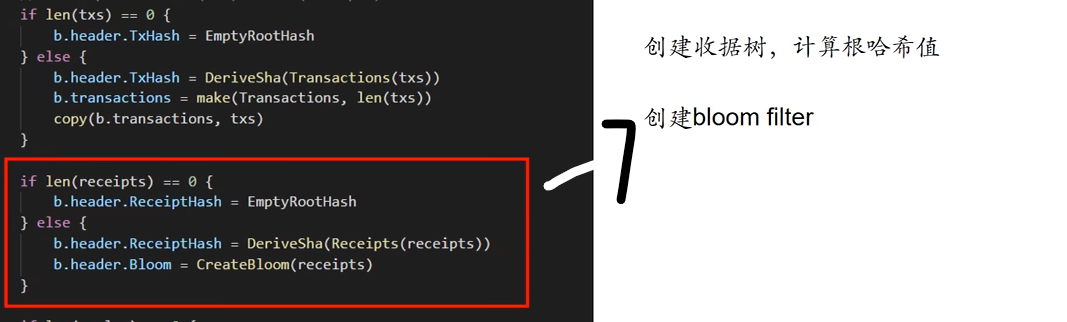 if len(txs) == 0 {
b.header.TxHash = EmptyRootHash
} else {
b.header.TxHash = DeriveSha(Transactions(txs))
b.transactions = make(Transactions, len(txs))
copy(b.transactions, txs)
}
if len(receipts) == 0 {
b.header.ReceiptHash = EmptyRootHash
} else {
b.header.ReceiptHash = DeriveSha(Receipts(receipts))
b.header.Bloom = CreateBloom(receipts)
}
创建收据树，计算根哈希值
创建bloom filter